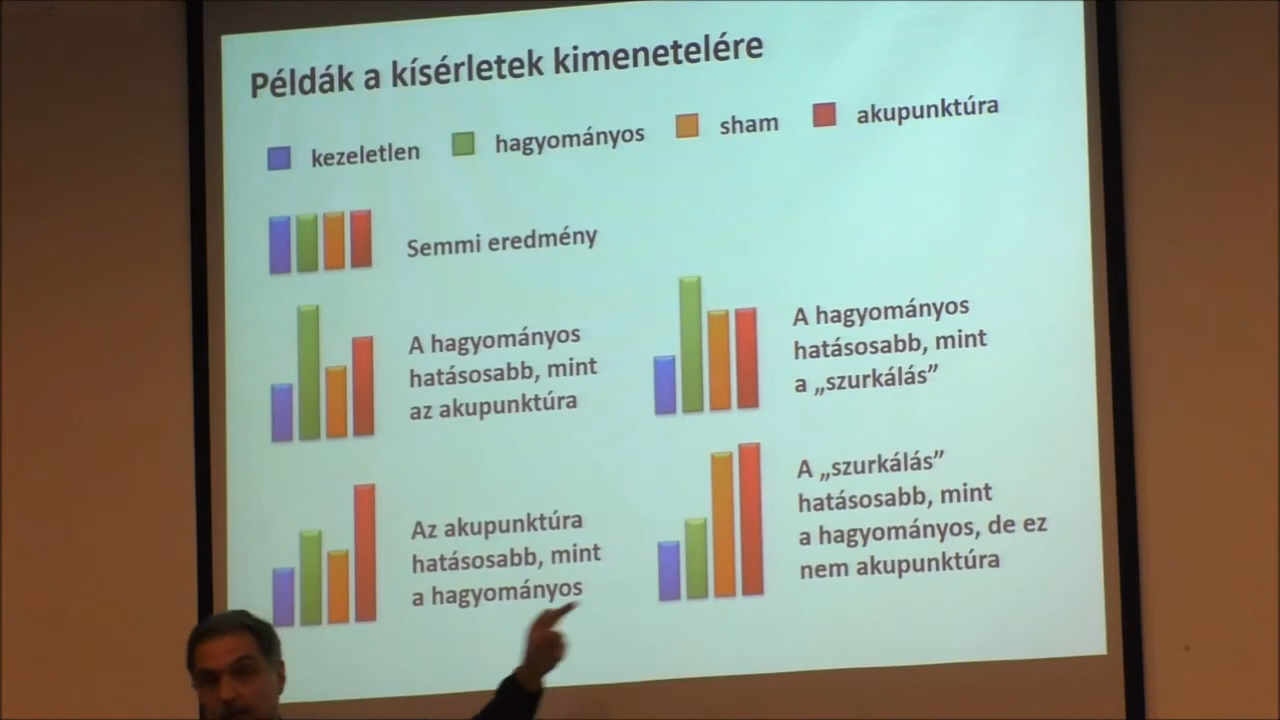 Példák a kísérletek kimenetelére
kezeletlen hagyományos sham akupunktúra
Semmi eredmény
A hagyományos
hatásosabb, mint
az akupunktúra
A hagyományos
hatásosabb, mint
a „szurkálás”
Az akupunktúra
hatásosabb, mint
a hagyományos
A „szurkálás”
hatásosabb, mint
a hagyományos, de ez
nem akupunktúra